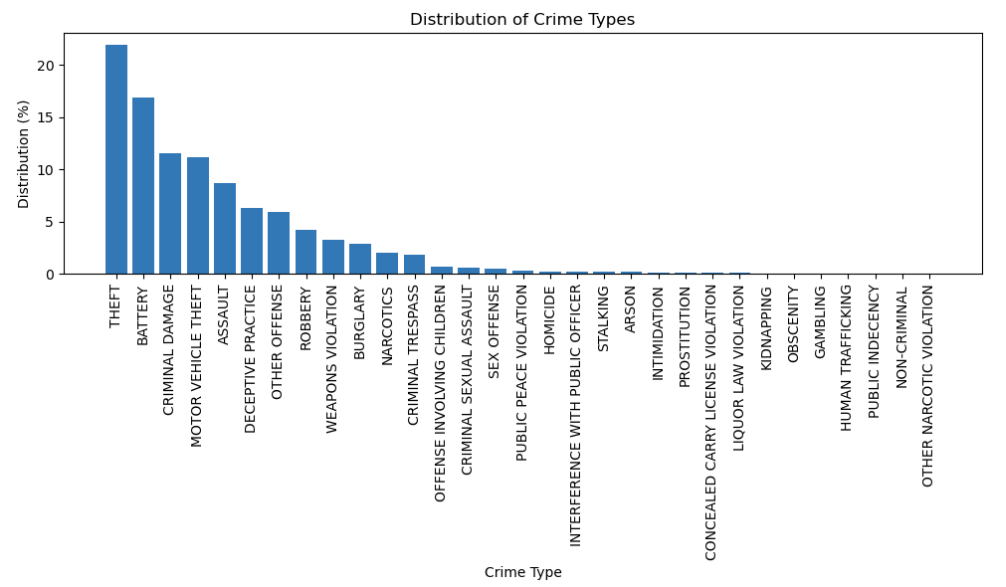 Distribution of Crime Types
Distribution (%)
20
15
10
5
0
THEFT
BATTERY
CRIMINAL DAMAGE
MOTOR VEHICLE THEFT
ASSAULT
DECEPTIVE PRACTICE
OTHER OFFENSE
ROBBERY
WEAPONS VIOLATION
BURGLARY
NARCOTICS
CRIMINAL TRESPASS
OFFENSE INVOLVING CHILDREN
CRIMINAL SEXUAL ASSAULT
SEX OFFENSE
PUBLIC PEACE VIOLATION
HOMICIDE
INTERFERENCE WITH PUBLIC OFFICER
STALKING
ARSON
INTIMIDATION
PROSTITUTION
CONCEALED CARRY LICENSE VIOLATION
LIQUOR LAW VIOLATION
KIDNAPPING
OBSCENITY
GAMBLING
HUMAN TRAFFICKING
PUBLIC INDECENCY
NON-CRIMINAL
OTHER NARCOTIC VIOLATION
Crime Type